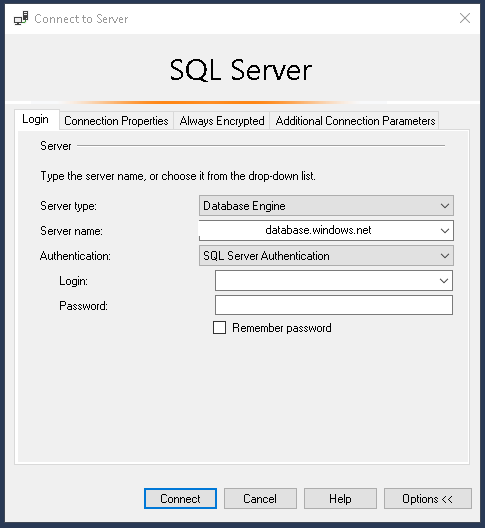 Connect to Server
SQL Server
Login Connection Properties Always Encrypted Additional Connection Parameters
Server
Type the server name, or choose it from the drop-down list.
Server type: Database Engine
Server name: database.windows.net
Authentication: SQL Server Authentication
Login:
Password:
Remember password
Connect Cancel Help Options <<